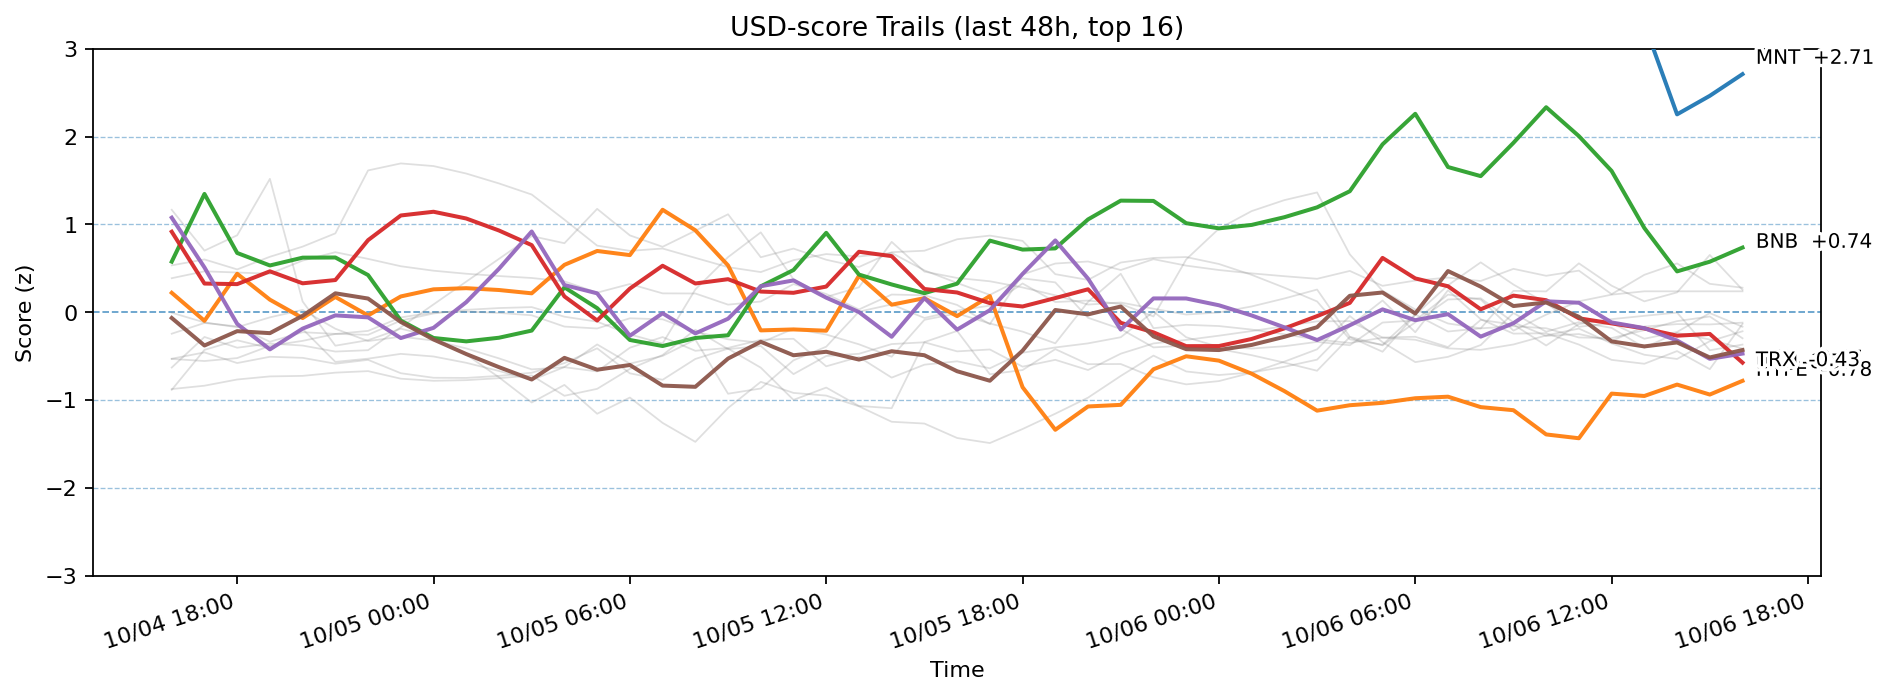 USD-score Trails (last 48h, top 16)
Score (z)
3
2
1
0
−1
−2
−3
MNT +2.71
BNB +0.74
TRX -0.43
10/04 18:00
10/05 00:00
10/05 06:00
10/05 12:00
10/05 18:00
10/06 00:00
10/06 06:00
10/06 12:00
10/06 18:00
Time